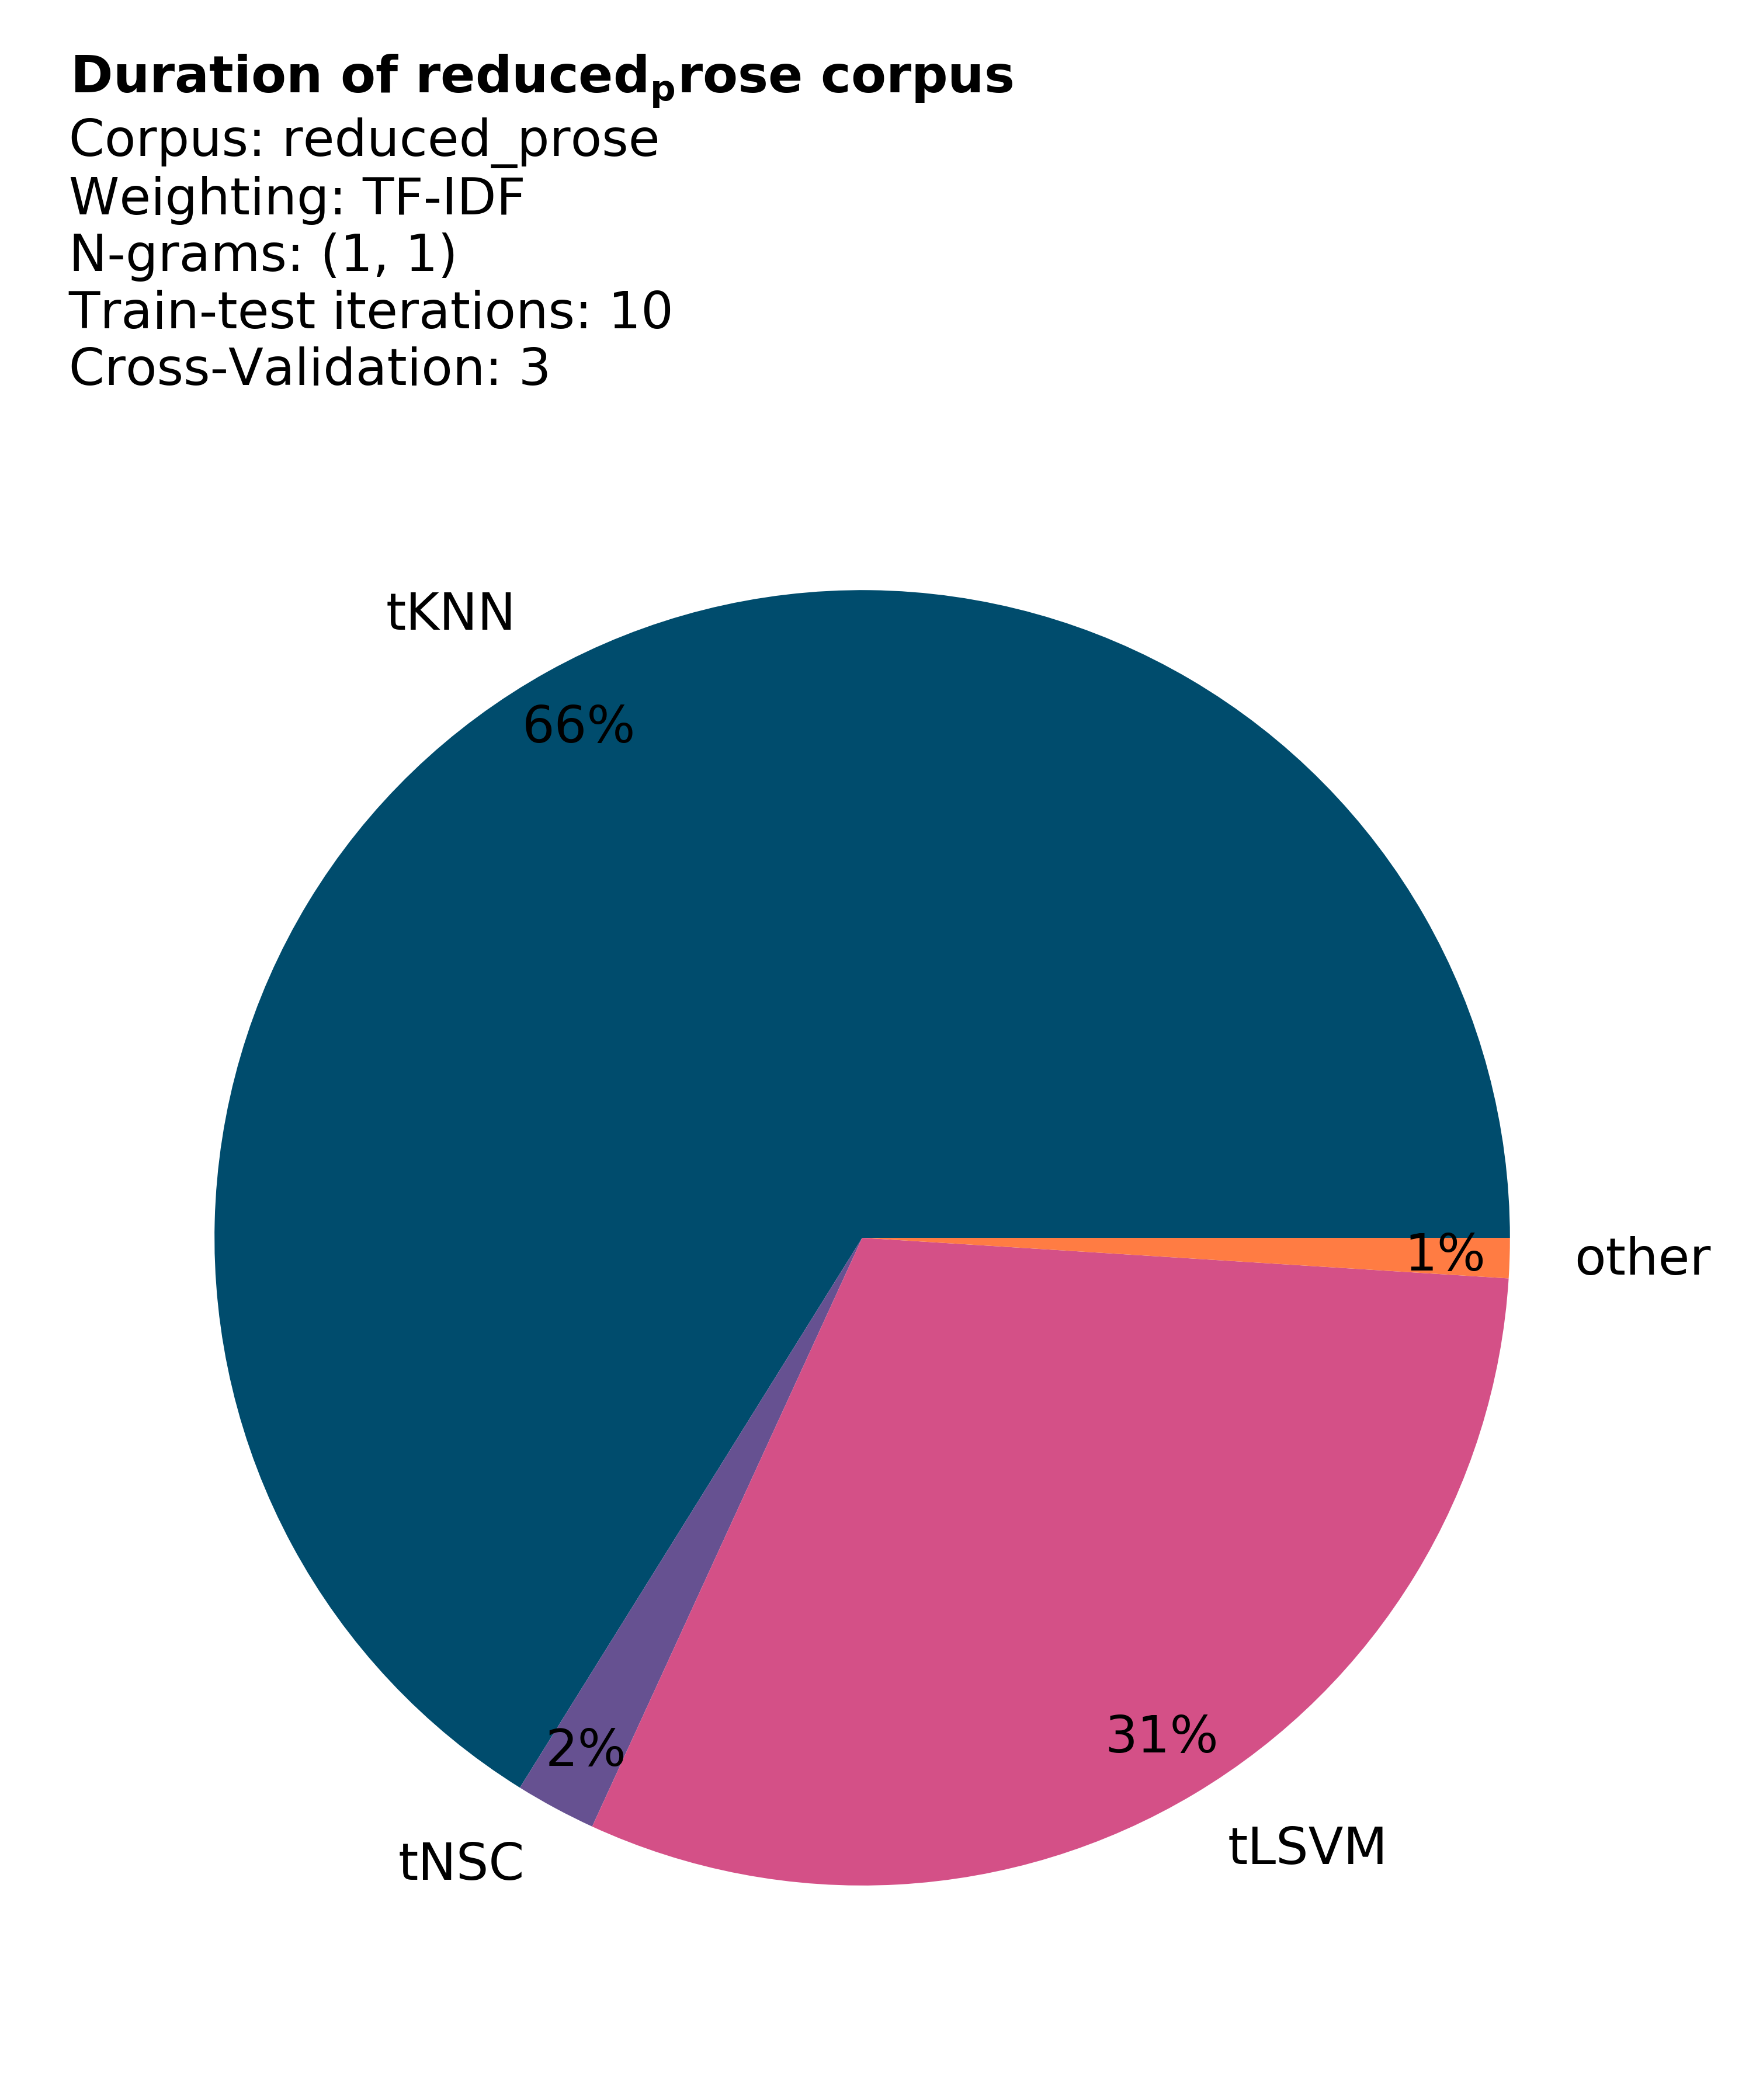 Duration of reducedₚrose corpus
Corpus: reduced_prose
Weighting: TF-IDF
N-grams: (1, 1)
Train-test iterations: 10
Cross-Validation: 3
tKNN
66%
1%
other
2%
31%
tNSC
tLSVM